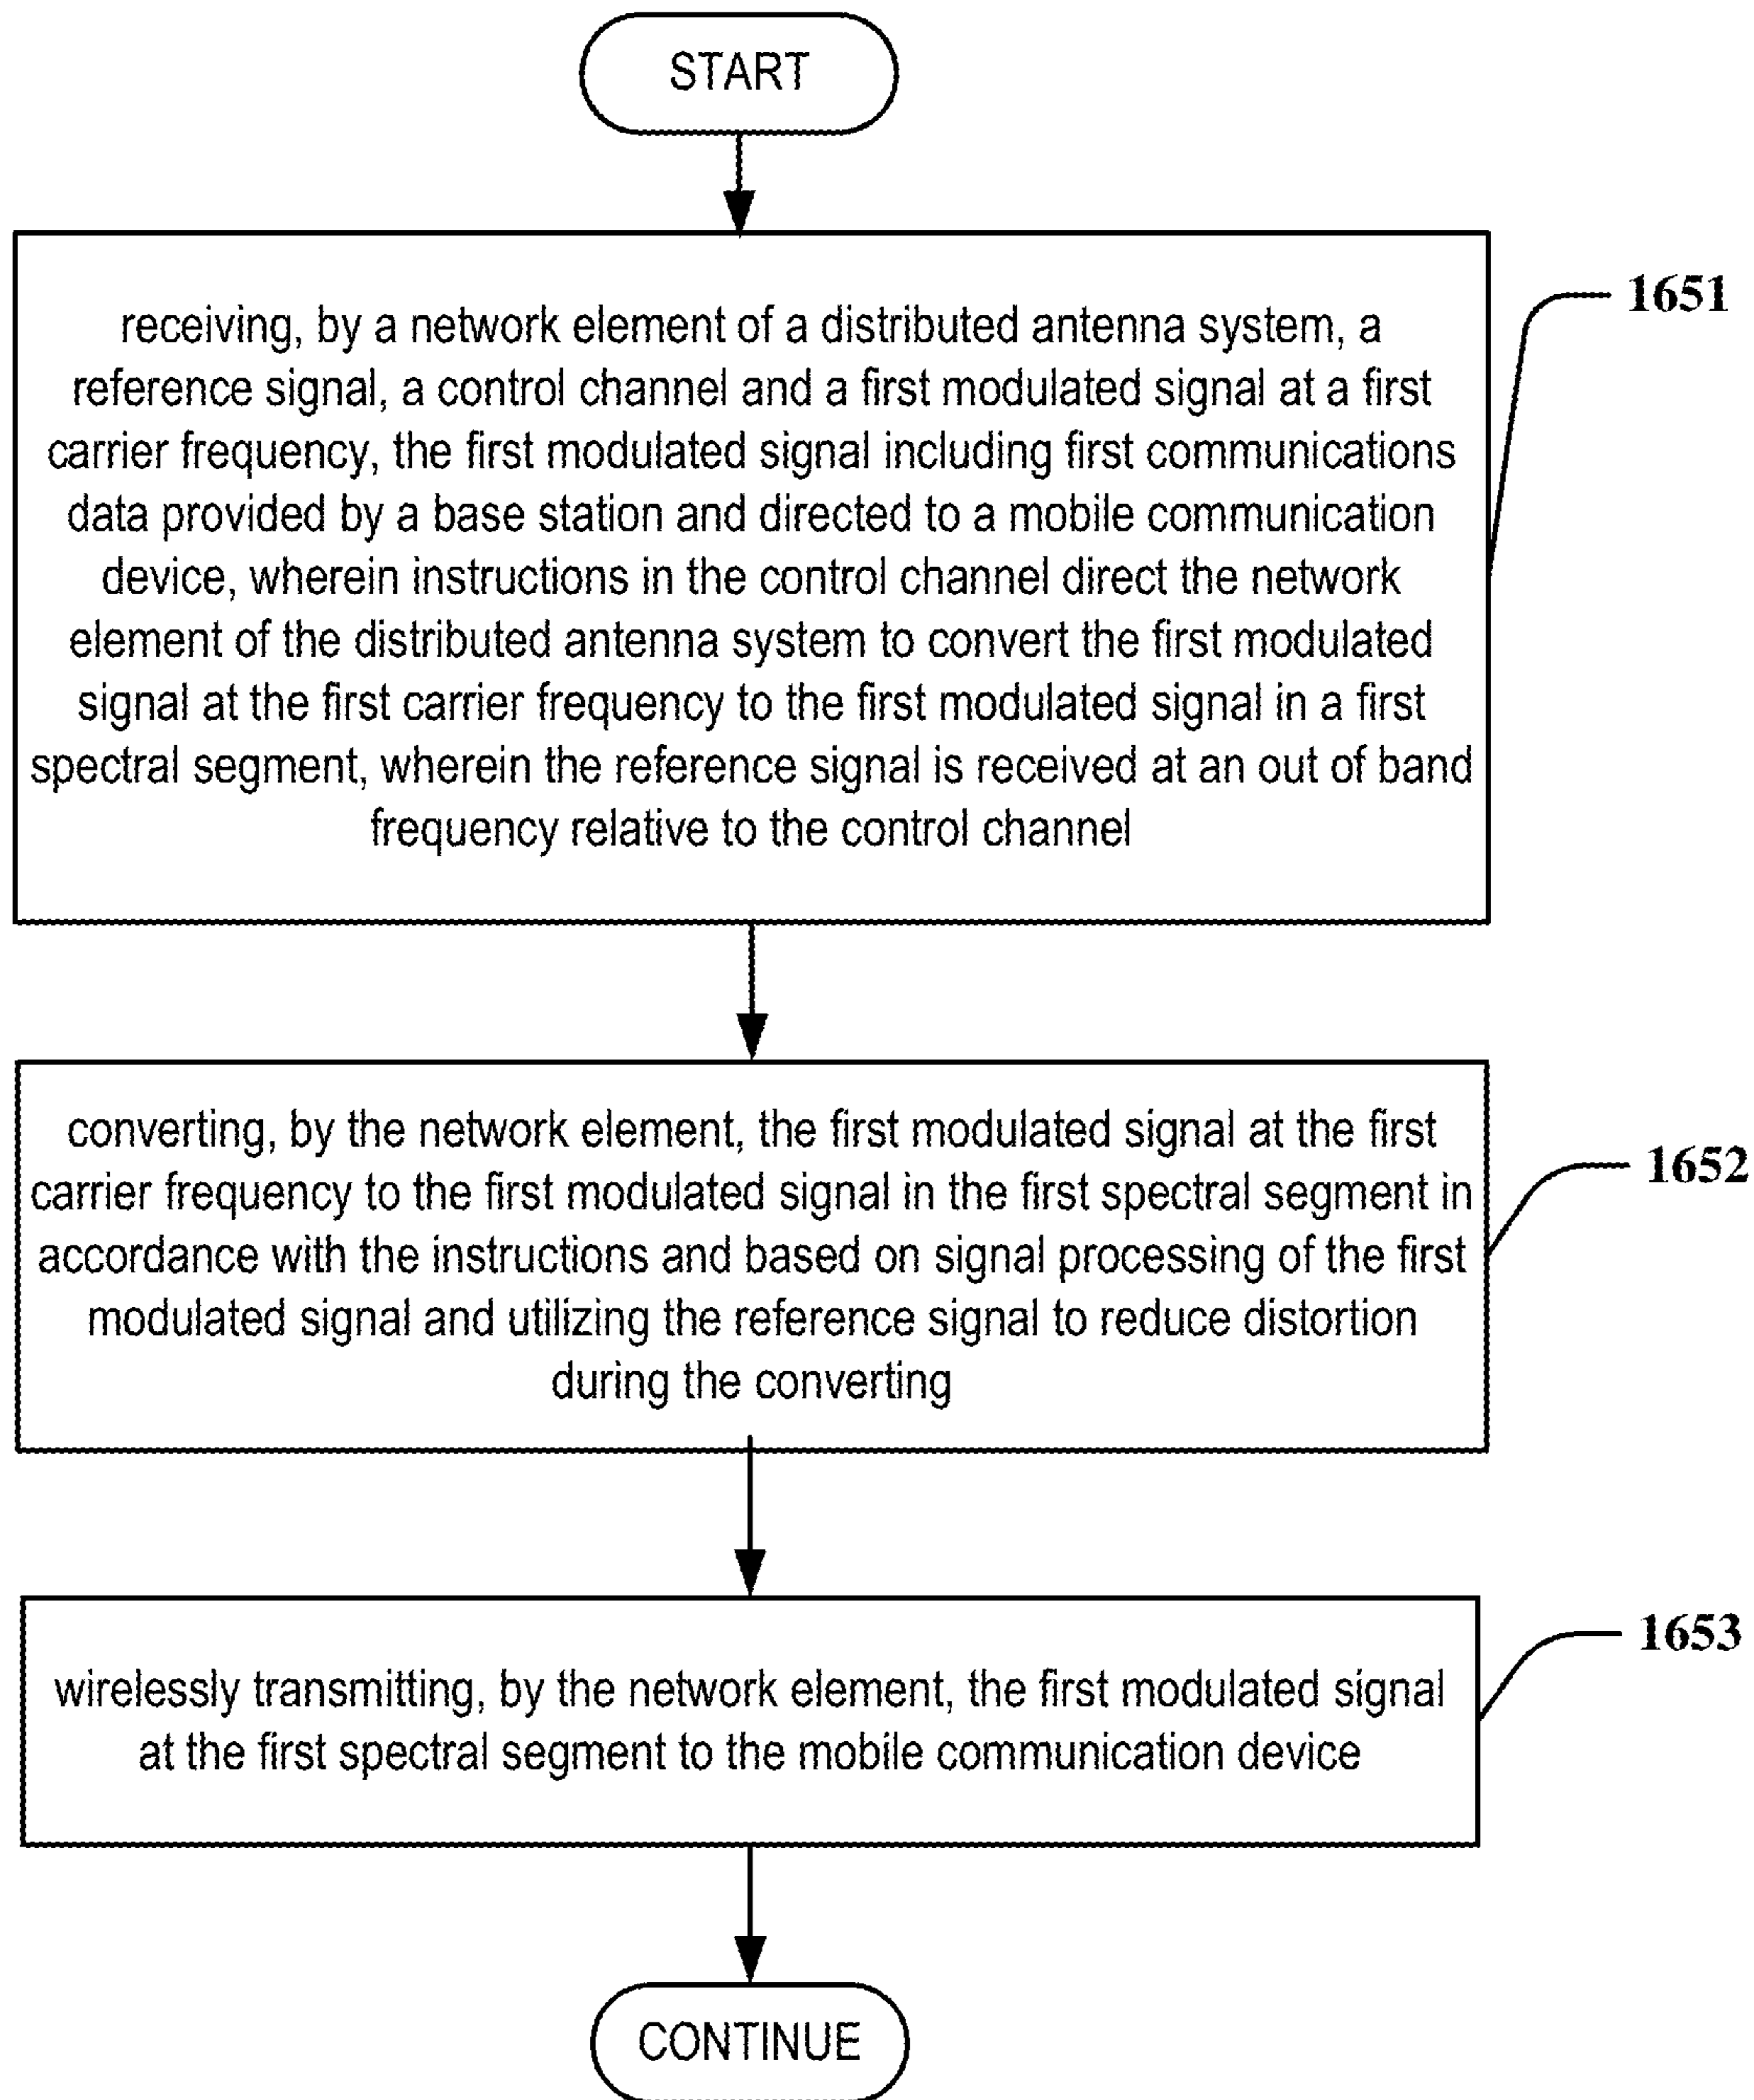 START
receiving, by a network element of a distributed antenna system, a
reference signal, a control channel and a first modulated signal at a first
carrier frequency, the first modulated signal including first communications
data provided by a base station and directed to a mobile communication
device, wherein instructions in the control channel direct the network
element of the distributed antenna system to convert the first modulated
signal at the first carrier frequency to the first modulated signal in a first
spectral segment, wherein the reference signal is received at an out of band
frequency relative to the control channel
1651
converting, by the network element, the first modulated signal at the first
carrier frequency to the first modulated signal in the first spectral segment in
accordance with the instructions and based on signal processing of the first
modulated signal and utilizing the reference signal to reduce distortion
during the converting
1652
wirelessly transmitting, by the network element, the first modulated signal
at the first spectral segment to the mobile communication device
1653
CONTINUE